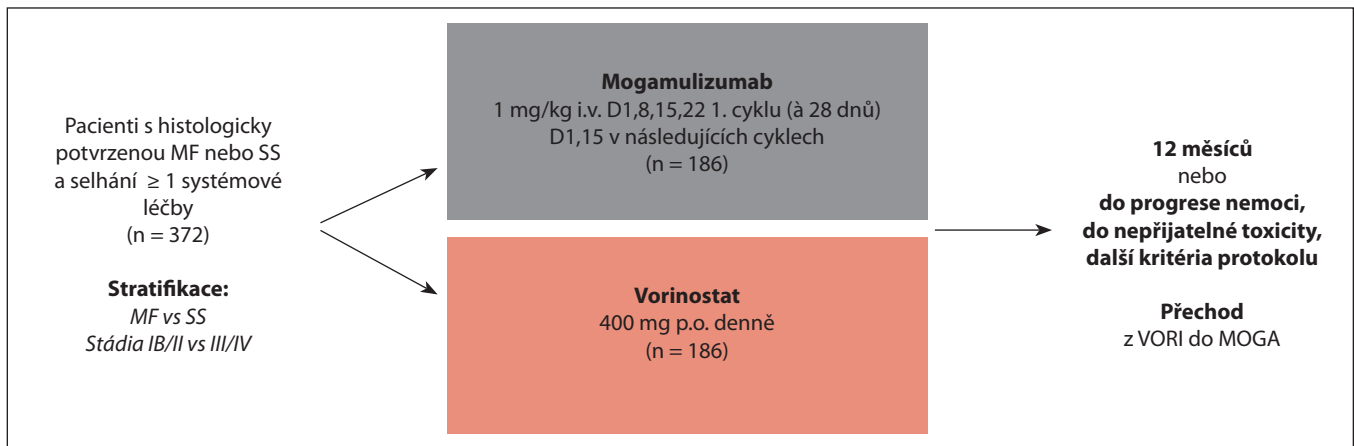 Pacienti s histologicky
potvrzenou MF nebo SS
a selhání ≥ 1 systémové
léčby
(n = 372)
Stratifikace:
MF vs SS
Stádia IB/II vs III/IV
Mogamulizumab
1 mg/kg i.v. D1,8,15,22 1. cyklu (à 28 dnů)
D1,15 v následujících cyklech
(n = 186)
Vorinostat
400 mg p.o. denně
(n = 186)
12 měsíců
nebo
do progrese nemoci,
do nepřijatelné toxicity,
další kritéria protokolu
Přechod
z VORI do MOGA